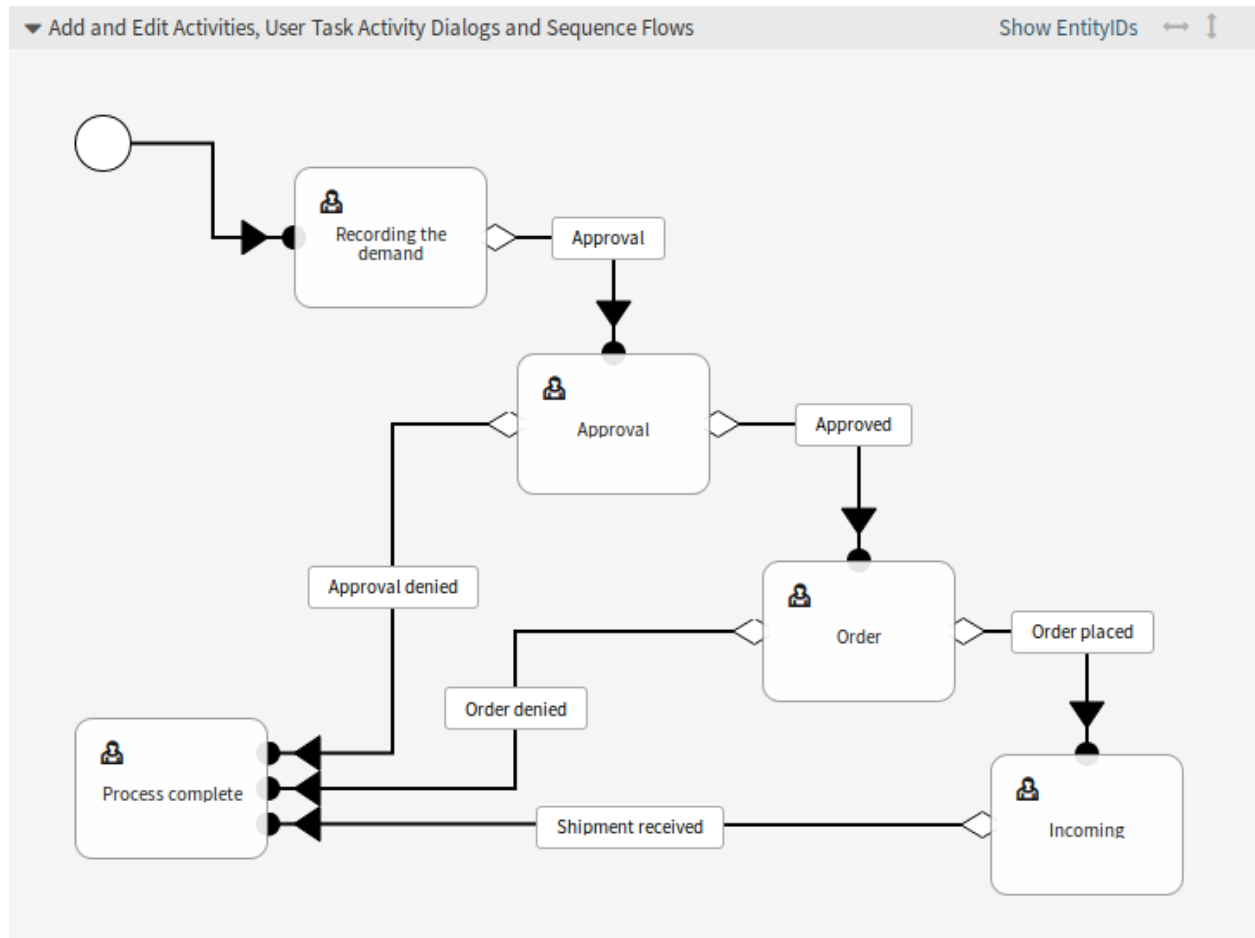 Add and Edit Activities, User Task Activity Dialogs and Sequence Flows
Show EntityIDs
Recording the
demand
Approval
Approval
Approved
Approval denied
Order
Order placed
Order denied
Process complete
Shipment received
Incoming